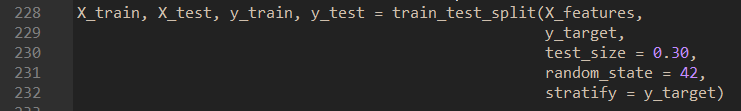 228 X_train, X_test, y_train, y_test = train_test_split(X_features,
229 y_target,
230 test_size = 0.30,
231 random_state = 42,
232 stratify = y_target)